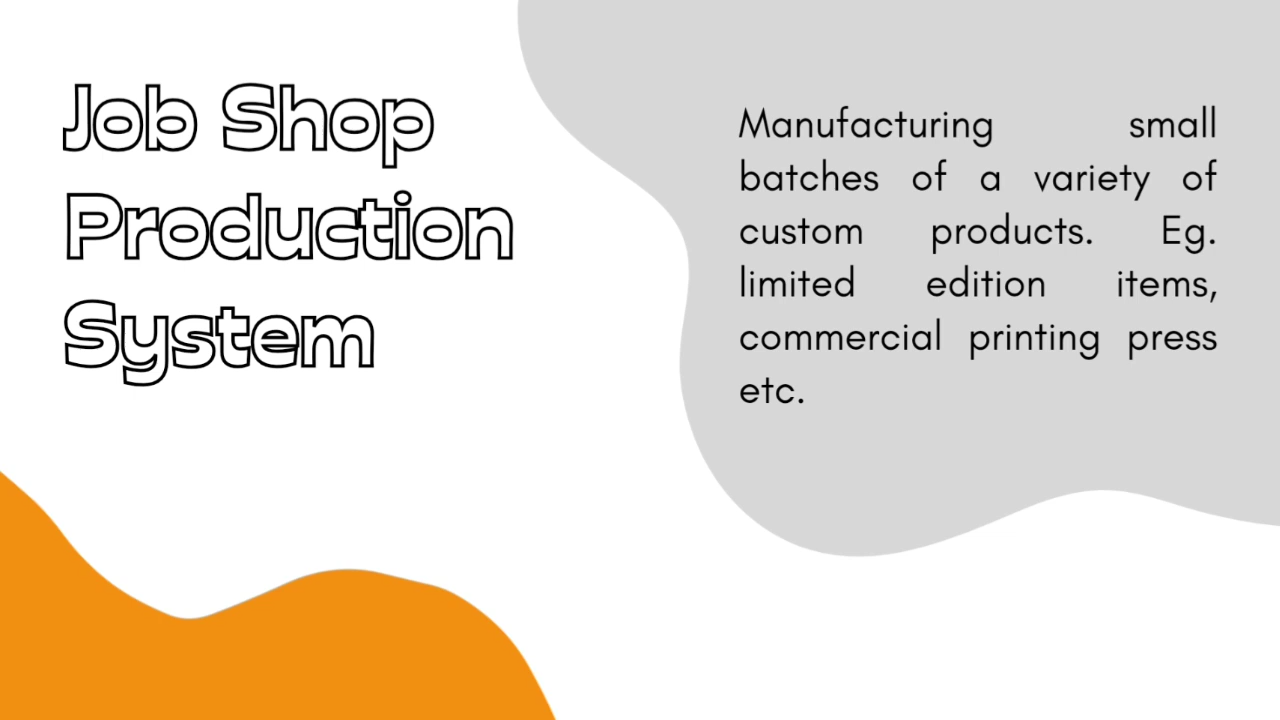 Job Shop
Production
System
Manufacturing small
batches of a variety of
custom products. Eg.
limited edition items,
commercial printing press
etc.